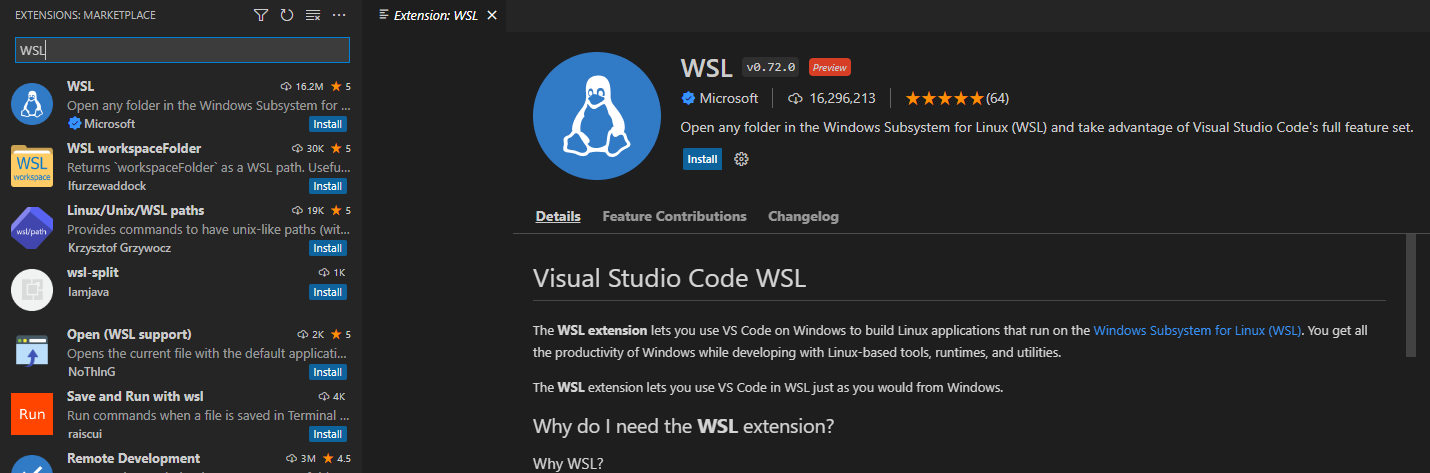 EXTENSIONS: MARKETPLACE
WSL
WSL 16.2M 5
Open any folder in the Windows Subsystem for ...
Microsoft Install
WSL workspace
WSL workspaceFolder 30K 5
Returns `workspaceFolder` as a WSL path. Usefu...
lfurzewaddock Install
wsl/path
Linux/Unix/WSL paths 19K 5
Provides commands to have unix-like paths (wit...
Krzysztof Grzywocz Install
wsl-split 1K
Iamjava Install
Open (WSL support) 2K 5
Opens the current file with the default applicati...
NoThInG Install
Run
Save and Run with wsl 4K
Run commands when a file is saved in Terminal ...
raiscui Install
Remote Development 3M 4.5
Extension: WSL
WSL v0.72.0 Preview
Microsoft 16,296,213 (64)
Open any folder in the Windows Subsystem for Linux (WSL) and take advantage of Visual Studio Code's full feature set.
Install
Details Feature Contributions Changelog
Visual Studio Code WSL
The WSL extension lets you use VS Code on Windows to build Linux applications that run on the Windows Subsystem for Linux (WSL). You get all
the productivity of Windows while developing with Linux-based tools, runtimes, and utilities.
The WSL extension lets you use VS Code in WSL just as you would from Windows.
Why do I need the WSL extension?
Why WSL?